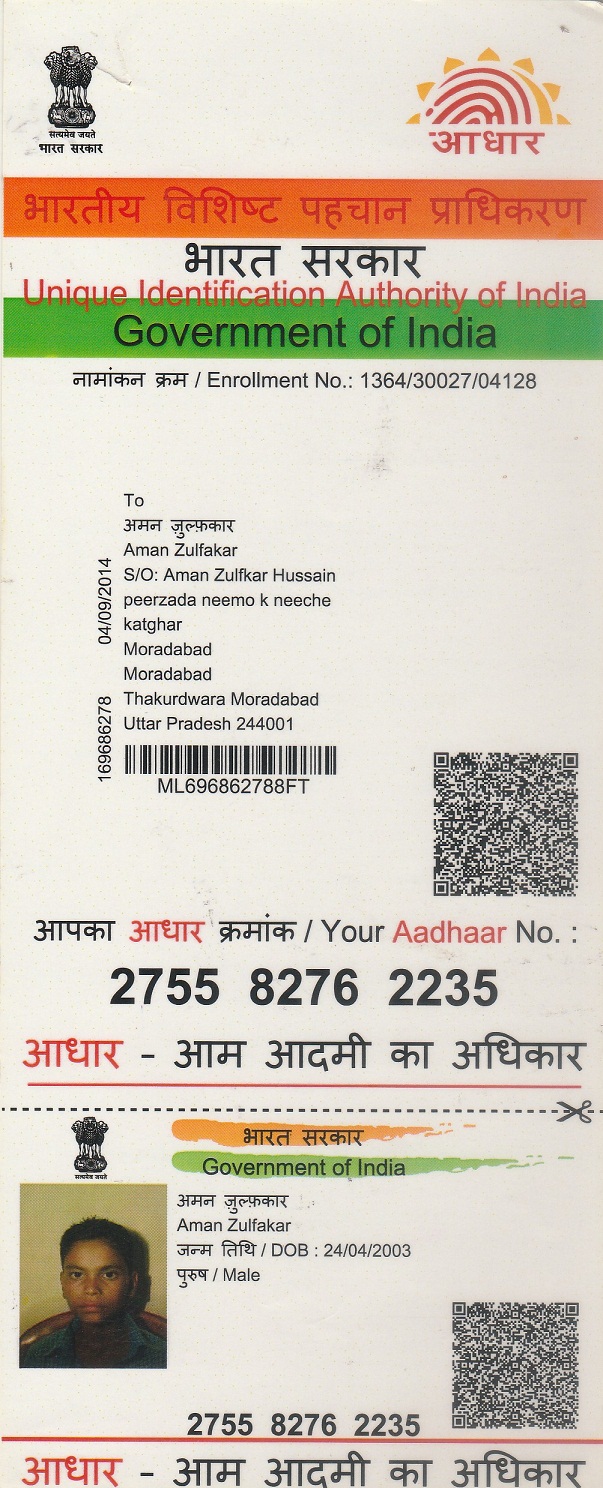 सत्यमेव जयते
भारत सरकार
आधार
भारतीय विशिष्ट पहचान प्राधिकरण
भारत सरकार
Unique Identification Authority of India
Government of India
नामांकन क्रम / Enrollment No.: 1364/30027/04128
To
अमन ज़ुल्फ़कार
Aman Zulfakar
S/O: Aman Zulfkar Hussain
peerzada neemo k neeche
katghar
Moradabad
Moradabad
Thakurdwara Moradabad
Uttar Pradesh 244001
169686278 04/09/2014
ML696862788FT
आपका आधार क्रमांक / Your Aadhaar No. :
2755 8276 2235
आधार - आम आदमी का अधिकार
सत्यमेव जयते
भारत सरकार
Government of India
अमन ज़ुल्फ़कार
Aman Zulfakar
जन्म तिथि / DOB : 24/04/2003
पुरुष / Male
2755 8276 2235
आधार - आम आदमी का अधिकार